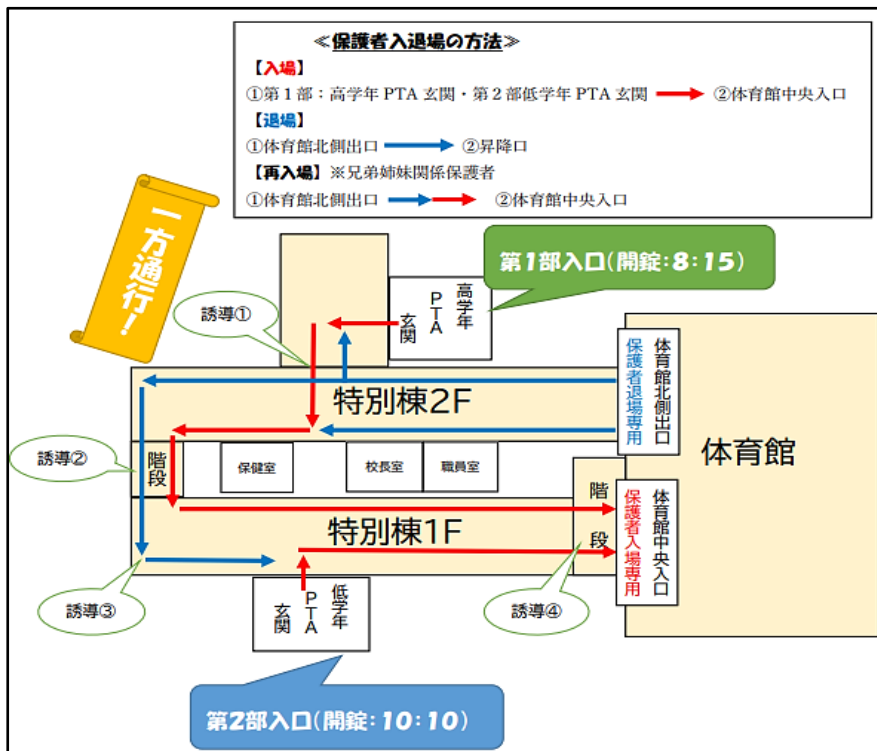 ≪保護者入退場の方法≫
【入場】
①第1部：高学年PTA玄関・第2部低学年PTA玄関 ②体育館中央入口
【退場】
①体育館北側出口 ②昇降口
【再入場】※兄弟姉妹関係保護者
①体育館北側出口 ②体育館中央入口
一方通行！
第1部入口(開錠：8：15)
誘導①
高学年
PTA
玄関
体育館北側出口
保護者退場専用
特別棟2F
体育館
誘導②
階段
保健室
校長室
職員室
階段
体育館中央入口
保護者入場専用
特別棟1F
誘導③
低学年
PTA
玄関
誘導④
第2部入口(開錠：10：10)